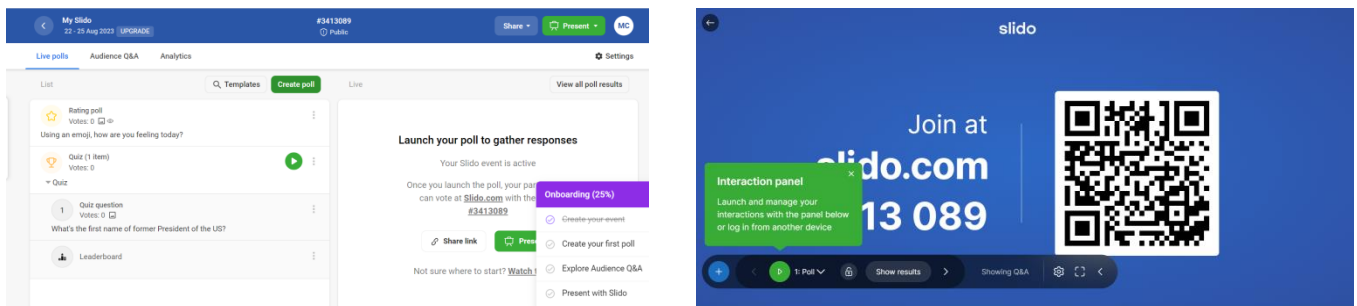 My Slido
22 - 25 Aug 2023 UPGRADE
#3413089
Public
Share
Present
MC
Live polls Audience Q&A Analytics
Settings
List
Templates
Create poll
Live
View all poll results
Rating poll
Votes: 0
Using an emoji, how are you feeling today?
Quiz (1 item)
Votes: 0
Quiz
1
Quiz question
Votes: 0
What's the first name of former President of the US?
Leaderboard
Launch your poll to gather responses
Your Slido event is active
Once you launch the poll, your par
can vote at Slido.com with the
#3413089
Share link
Prese
Not sure where to start? Watch
Onboarding (25%)
Create your event
Create your first poll
Explore Audience Q&A
Present with Slido
slido
Join at
slido.com
13 089
Interaction panel
Launch and manage your
interactions with the panel below
or log in from another device
1: Poll
Show results
Showing Q&A